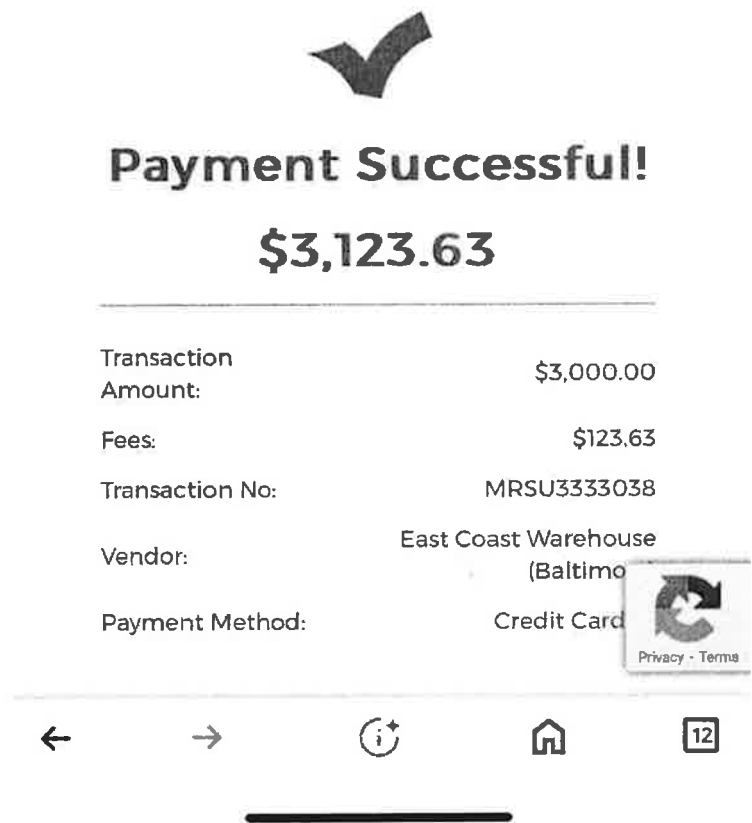 Payment Successful!
$3,123.63
Transaction
Amount:
$3,000.00
Fees:
$123.63
Transaction No:
MRSU3333038
Vendor:
East Coast Warehouse
(Baltimo
Payment Method:
Credit Card
Privacy - Terms
12